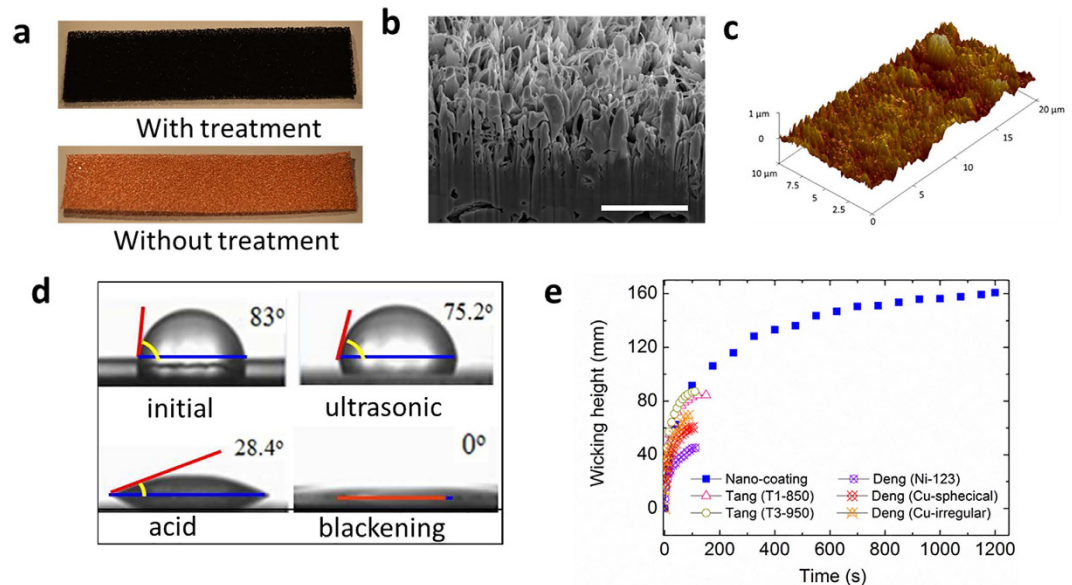 a
With treatment
Without treatment
b
c
1 µm
0
10 µm
7.5
5
2.5
0
5
10
15
20 µm
d
83°
initial
75.2°
ultrasonic
28.4°
acid
0°
blackening
e
Wicking height (mm)
160
120
80
40
0
Nano-coating
Tang (T1-850)
Tang (T3-950)
Deng (Ni-123)
Deng (Cu-sphecical)
Deng (Cu-irregular)
0
200
400
600
800
1000
1200
Time (s)